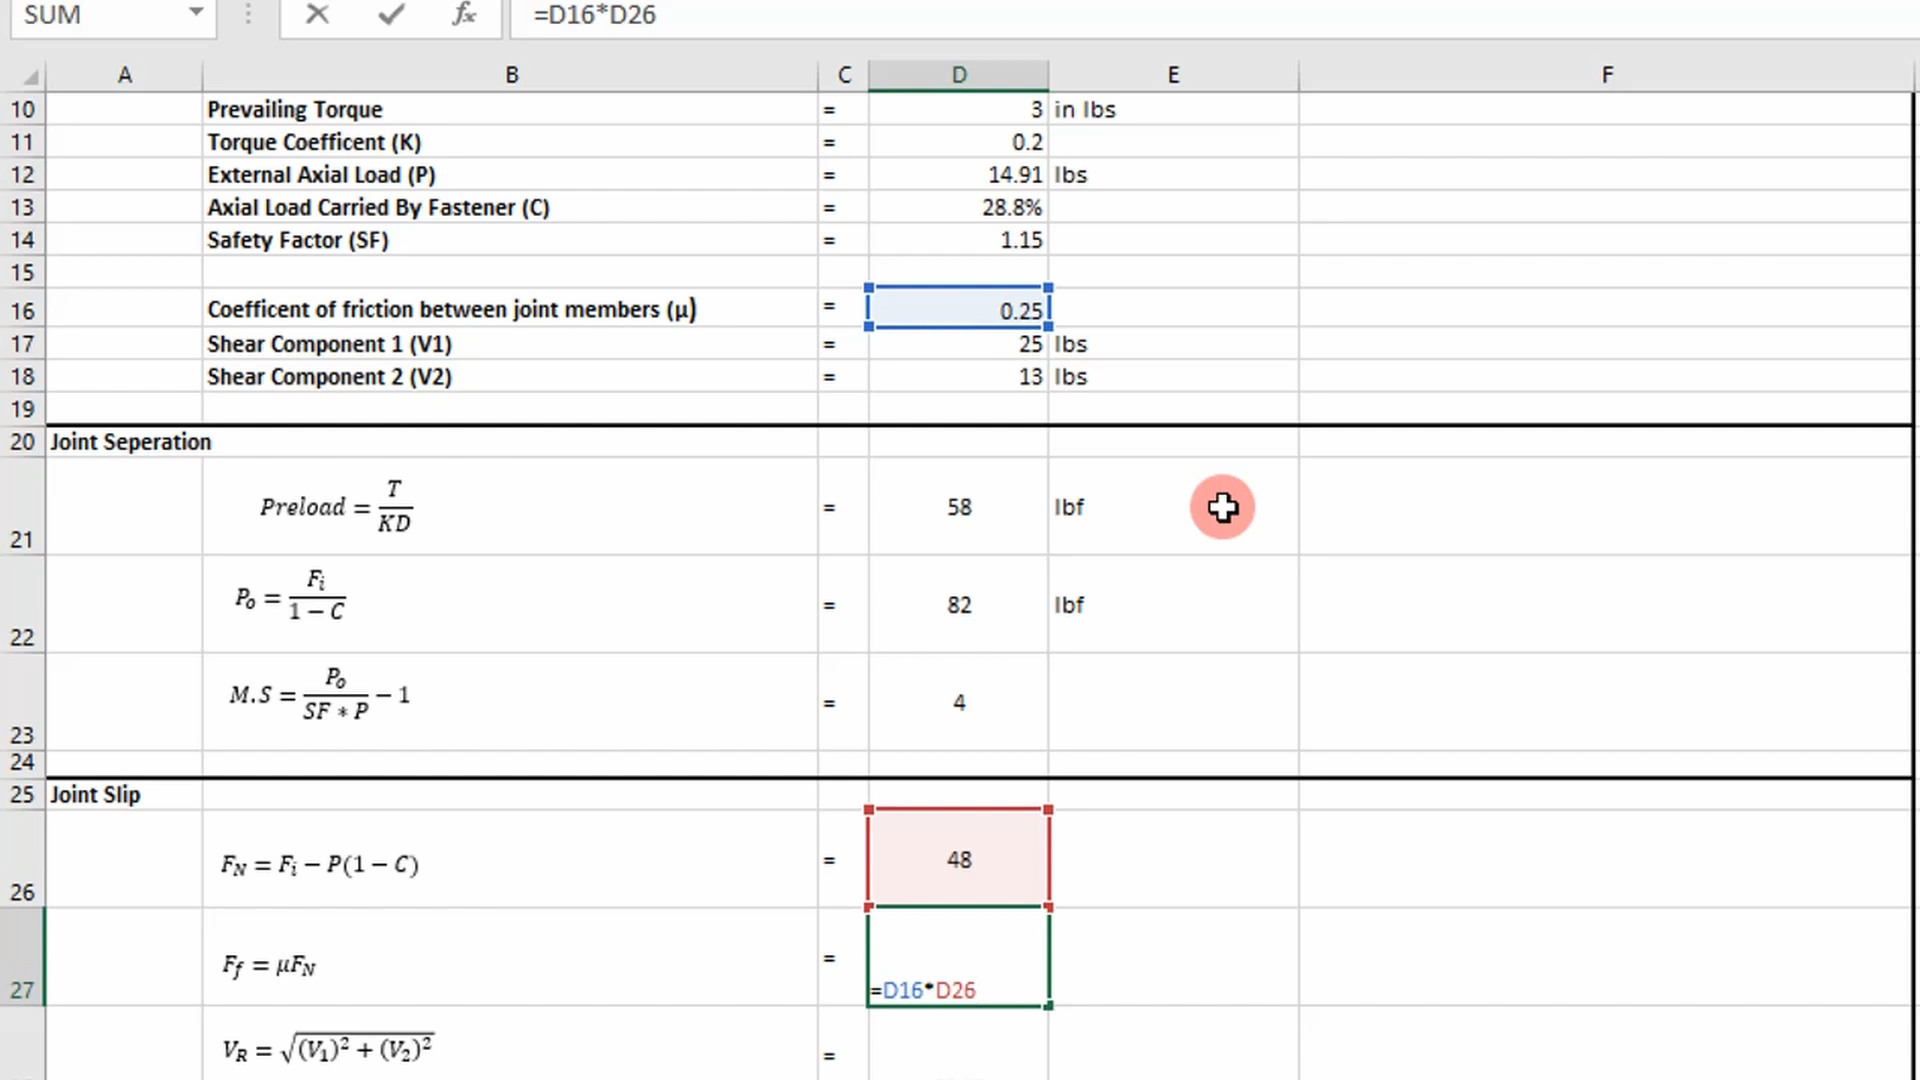 SUM fx =D16*D26
A B C D E F
10 Prevailing Torque = 3 in lbs
11 Torque Coefficent (K) = 0.2
12 External Axial Load (P) = 14.91 lbs
13 Axial Load Carried By Fastener (C) = 28.8%
14 Safety Factor (SF) = 1.15
15
16 Coefficent of friction between joint members (μ) = 0.25
17 Shear Component 1 (V1) = 25 lbs
18 Shear Component 2 (V2) = 13 lbs
19
20 Joint Seperation
21 Preload = T/KD = 58 lbf
22 Pₒ = Fᵢ/(1 − C) = 82 lbf
23 M.S = Pₒ/(SF * P) − 1 = 4
24
25 Joint Slip
26 F_N = Fᵢ − P(1 − C) = 48
27 F_f = μF_N = =D16*D26
V_R = √((V₁)² + (V₂)²) =